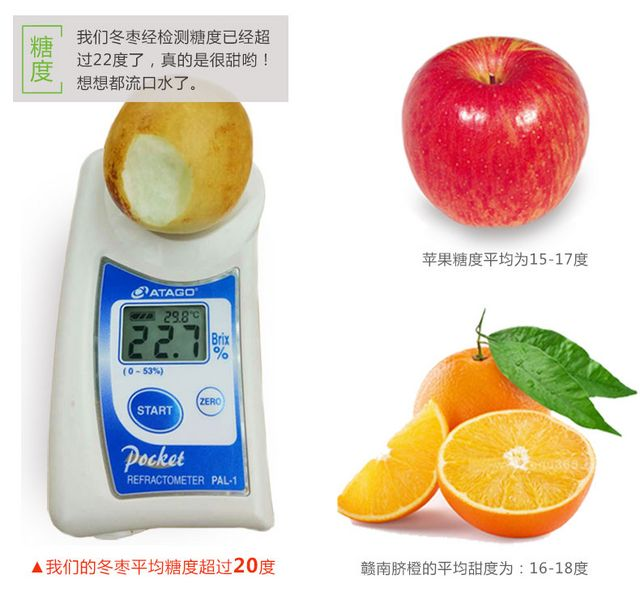 糖度
我们冬枣经检测糖度已经超
过22度了，真的是很甜哟！
想想都流口水了。
ATAGO®
29.8℃
22.7
Brix
%
(0~53%)
START
ZERO
Pocket
REFRACTOMETER PAL-1
▲我们的冬枣平均糖度超过20度
苹果糖度平均为15-17度
赣南脐橙的平均甜度为：16-18度